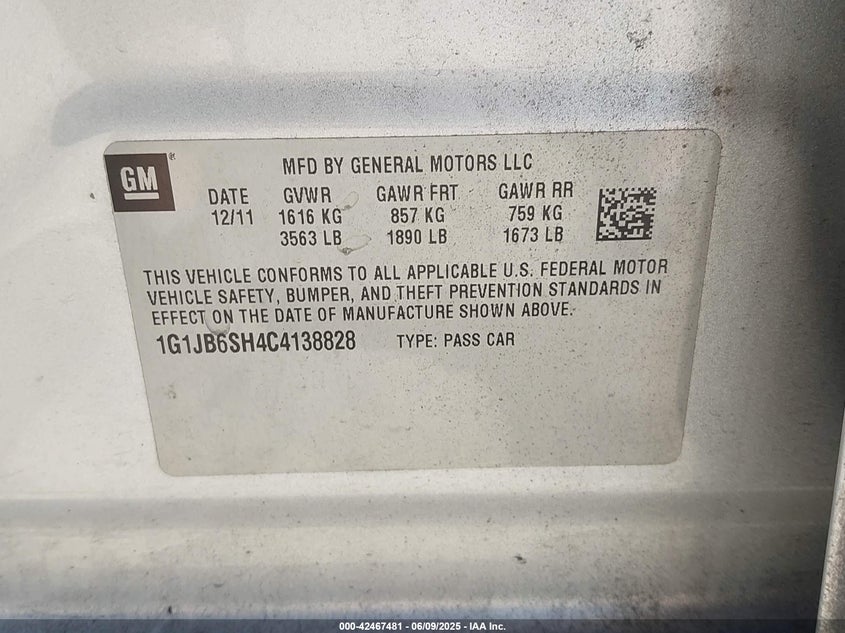 GM
MFD BY GENERAL MOTORS LLC
DATE GVWR GAWR FRT GAWR RR
12/11 1616 KG 857 KG 759 KG
3563 LB 1890 LB 1673 LB
THIS VEHICLE CONFORMS TO ALL APPLICABLE U.S. FEDERAL MOTOR
VEHICLE SAFETY, BUMPER, AND THEFT PREVENTION STANDARDS IN
EFFECT ON THE DATE OF MANUFACTURE SHOWN ABOVE.
1G1JB6SH4C4138828 TYPE: PASS CAR
000-42467481 - 06/09/2025 - IAA Inc.